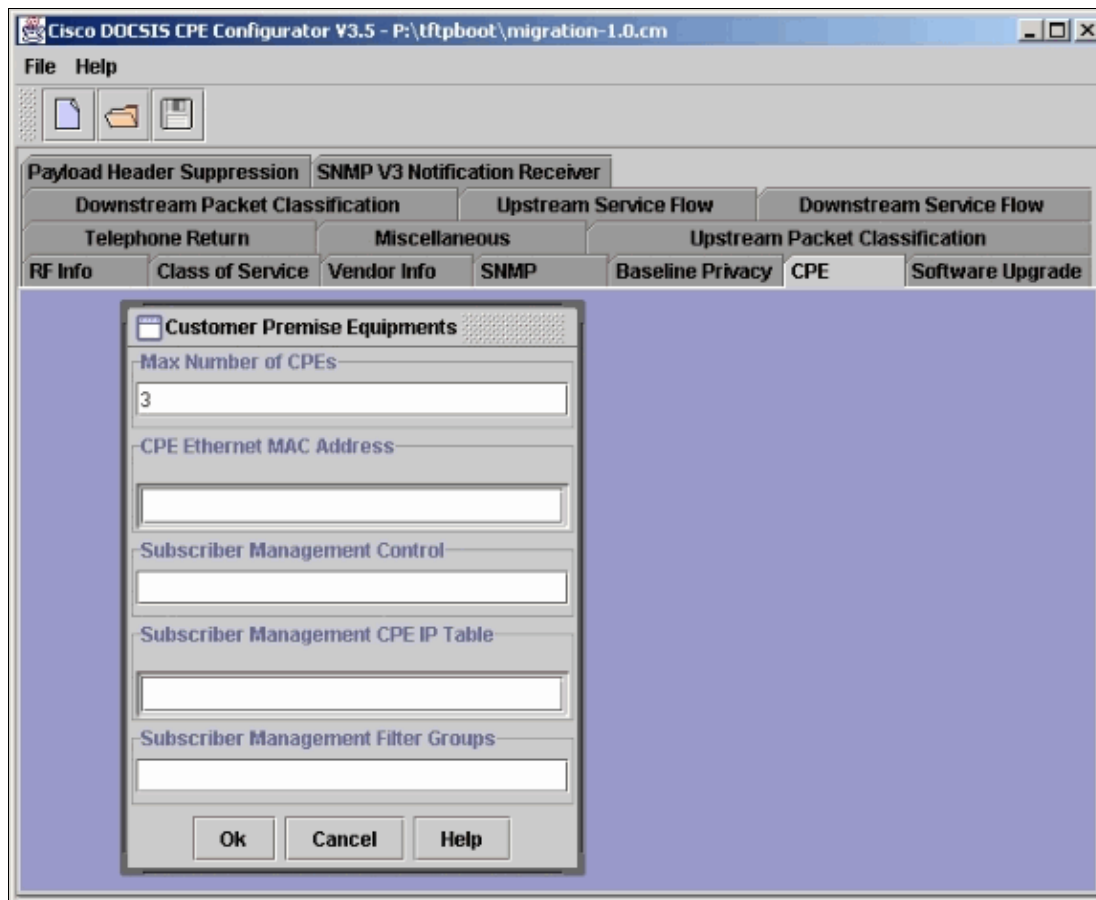 Cisco DOCSIS CPE Configurator V3.5 - P:\tftpboot\migration-1.0.cm
File Help
Payload Header Suppression SNMP V3 Notification Receiver
Downstream Packet Classification Upstream Service Flow Downstream Service Flow
Telephone Return Miscellaneous Upstream Packet Classification
RF Info Class of Service Vendor Info SNMP Baseline Privacy CPE Software Upgrade
Customer Premise Equipments
Max Number of CPEs
3
CPE Ethernet MAC Address
Subscriber Management Control
Subscriber Management CPE IP Table
Subscriber Management Filter Groups
Ok Cancel Help